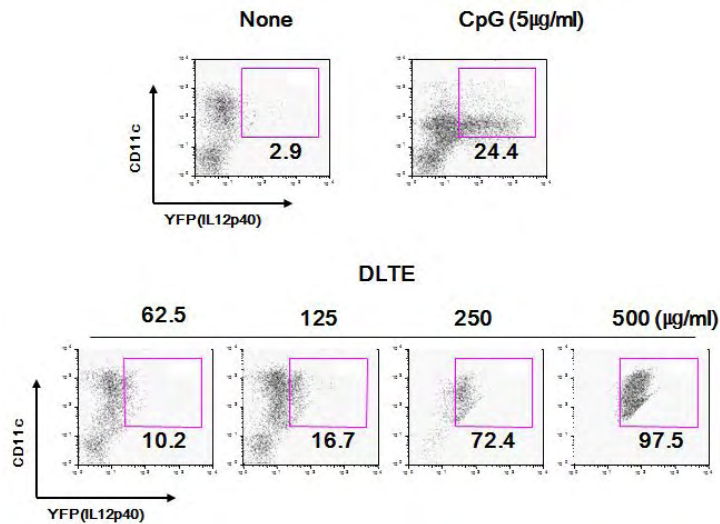 None
CpG (5µg/ml)
CD11c
2.9
24.4
YFP(IL12p40)
DLTE
62.5
125
250
500 (µg/ml)
CD11c
10.2
16.7
72.4
97.5
YFP(IL12p40)